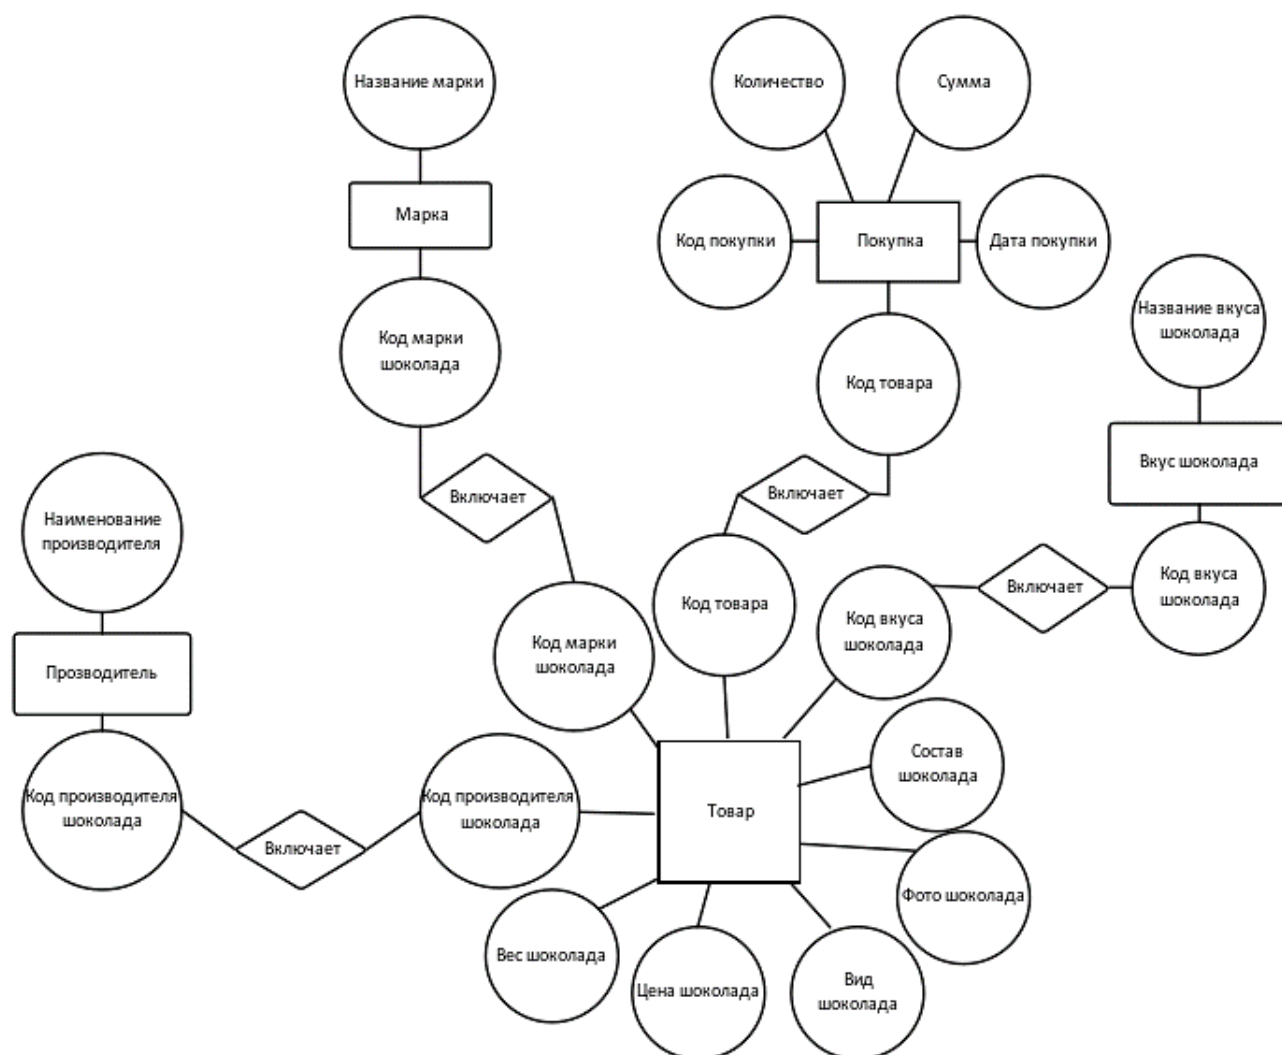 Название марки
Количество
Сумма
Марка
Код покупки
Покупка
Дата покупки
Название вкуса
шоколада
Код марки
шоколада
Код товара
Вкус шоколада
Включает
Включает
Наименование
производителя
Включает
Код вкуса
шоколада
Код товара
Код вкуса
шоколада
Код марки
шоколада
Прозводитель
Состав
шоколада
Код производителя
шоколада
Код производителя
шоколада
Товар
Включает
Фото шоколада
Вес шоколада
Цена шоколада
Вид
шоколада